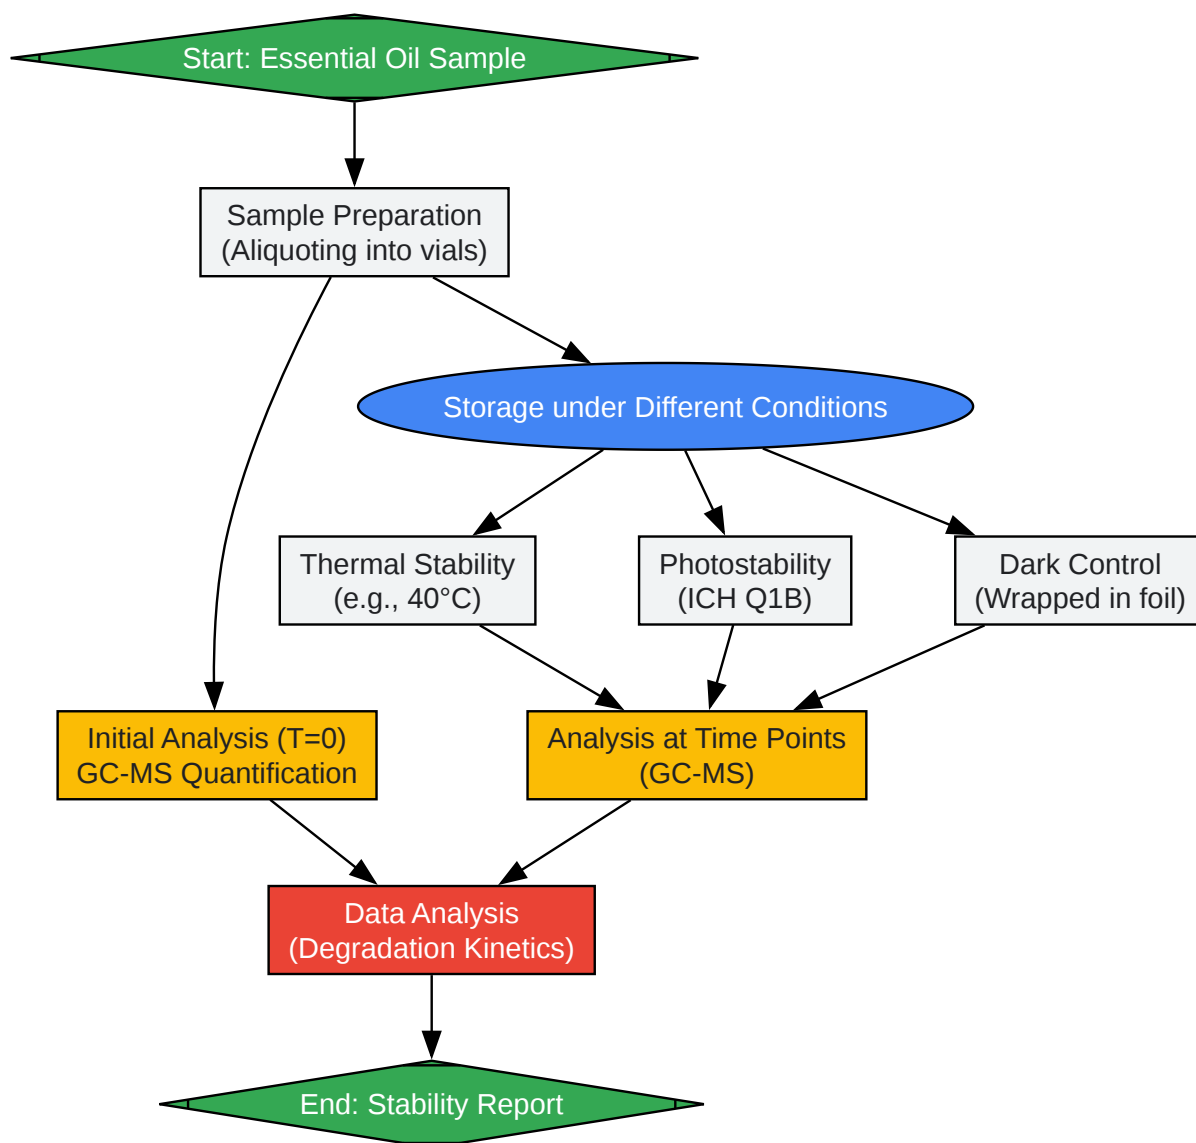 Start: Essential Oil Sample
Sample Preparation
(Aliquoting into vials)
Storage under Different Conditions
Thermal Stability
(e.g., 40°C)
Photostability
(ICH Q1B)
Dark Control
(Wrapped in foil)
Initial Analysis (T=0)
GC-MS Quantification
Analysis at Time Points
(GC-MS)
Data Analysis
(Degradation Kinetics)
End: Stability Report